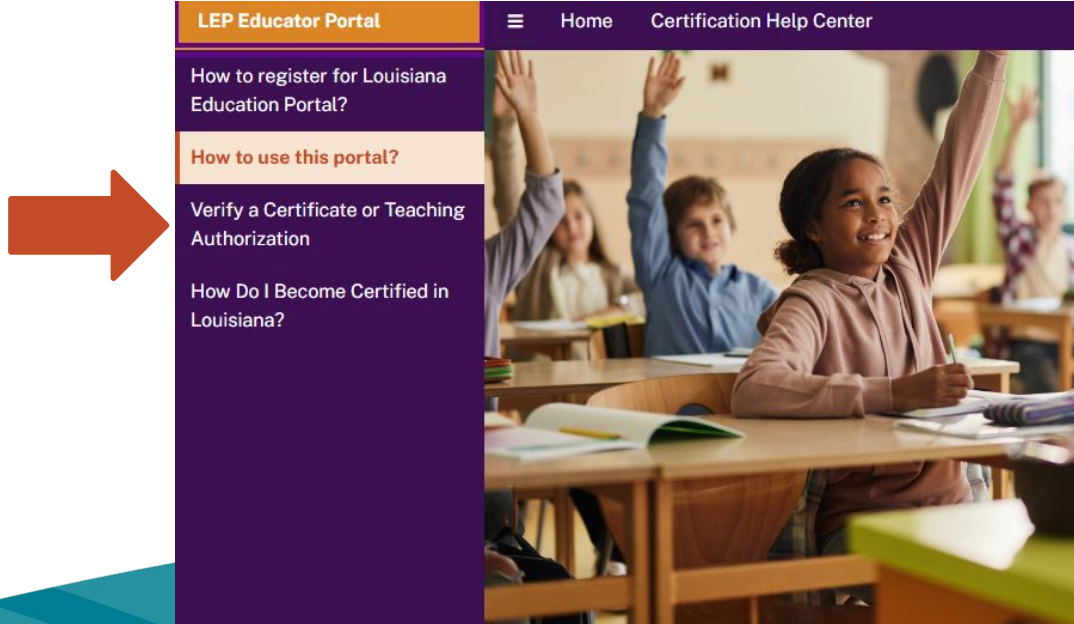 LEP Educator Portal
Home
Certification Help Center
How to register for Louisiana
Education Portal?
How to use this portal?
Verify a Certificate or Teaching
Authorization
How Do I Become Certified in
Louisiana?